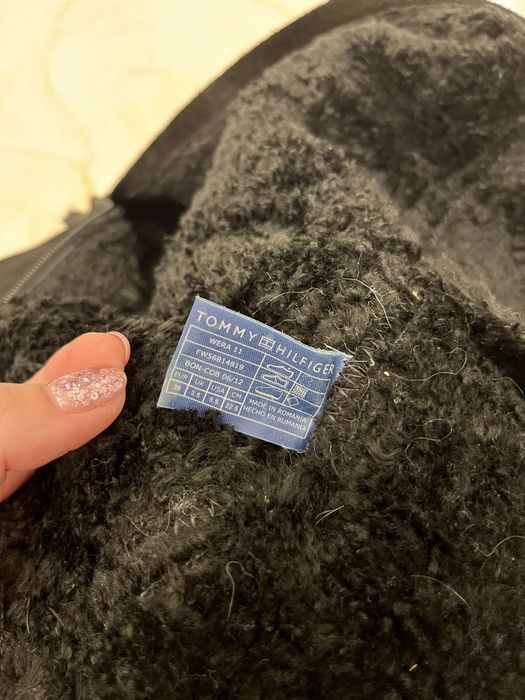 TOMMY HILFIGER
WERA 11
FW56814819
BON-CDB 06/12
EUR UK USA CM
36 3.5 5.5 22.5
MADE IN ROMANIA
HECHO EN RUMANIA